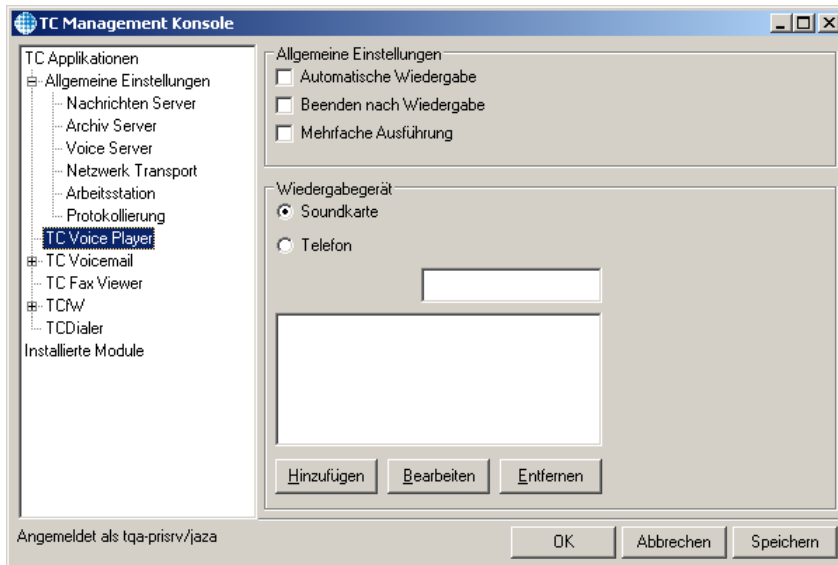 TC Management Konsole
TC Applikationen
Allgemeine Einstellungen
Nachrichten Server
Archiv Server
Voice Server
Netzwerk Transport
Arbeitsstation
Protokollierung
TC Voice Player
TC Voicemail
TC Fax Viewer
TCfW
TCDialer
Installierte Module
Allgemeine Einstellungen
Automatische Wiedergabe
Beenden nach Wiedergabe
Mehrfache Ausführung
Wiedergabegerät
Soundkarte
Telefon
Hinzufügen Bearbeiten Entfernen
Angemeldet als tqa-prisrv/jaza
OK Abbrechen Speichern